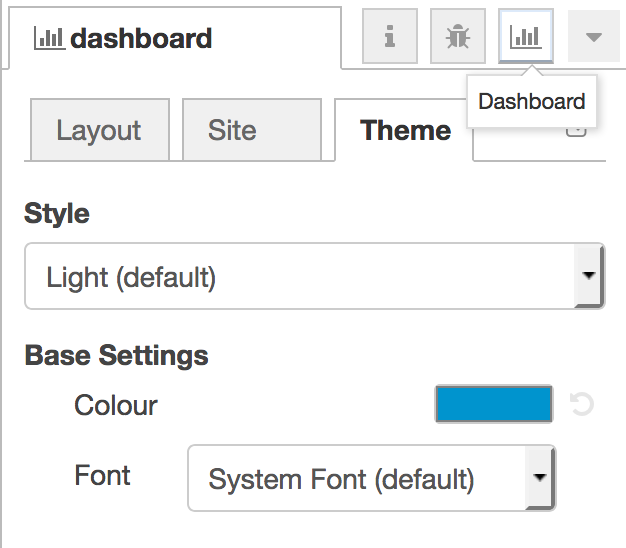 dashboard
Dashboard
Layout
Site
Theme
Style
Light (default)
Base Settings
Colour
Font
System Font (default)